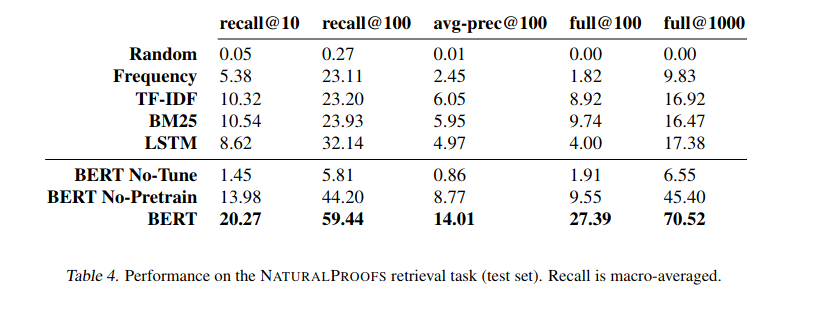 recall@10 recall@100 avg-prec@100 full@100 full@1000
Random 0.05 0.27 0.01 0.00 0.00
Frequency 5.38 23.11 2.45 1.82 9.83
TF-IDF 10.32 23.20 6.05 8.92 16.92
BM25 10.54 23.93 5.95 9.74 16.47
LSTM 8.62 32.14 4.97 4.00 17.38
BERT No-Tune 1.45 5.81 0.86 1.91 6.55
BERT No-Pretrain 13.98 44.20 8.77 9.55 45.40
BERT 20.27 59.44 14.01 27.39 70.52
Table 4. Performance on the NATURALPROOFS retrieval task (test set). Recall is macro-averaged.